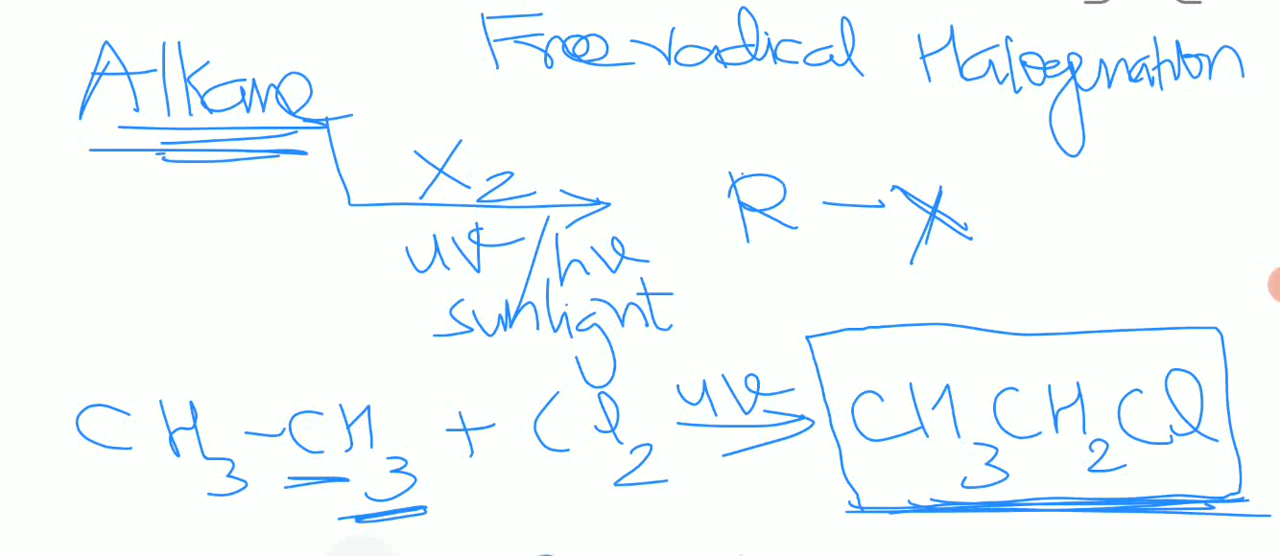 Free radical Halogenation
Alkane
X2
R-X
uv/hv
sunlight
CH3-CH3 + Cl2 uv CH3CH2Cl